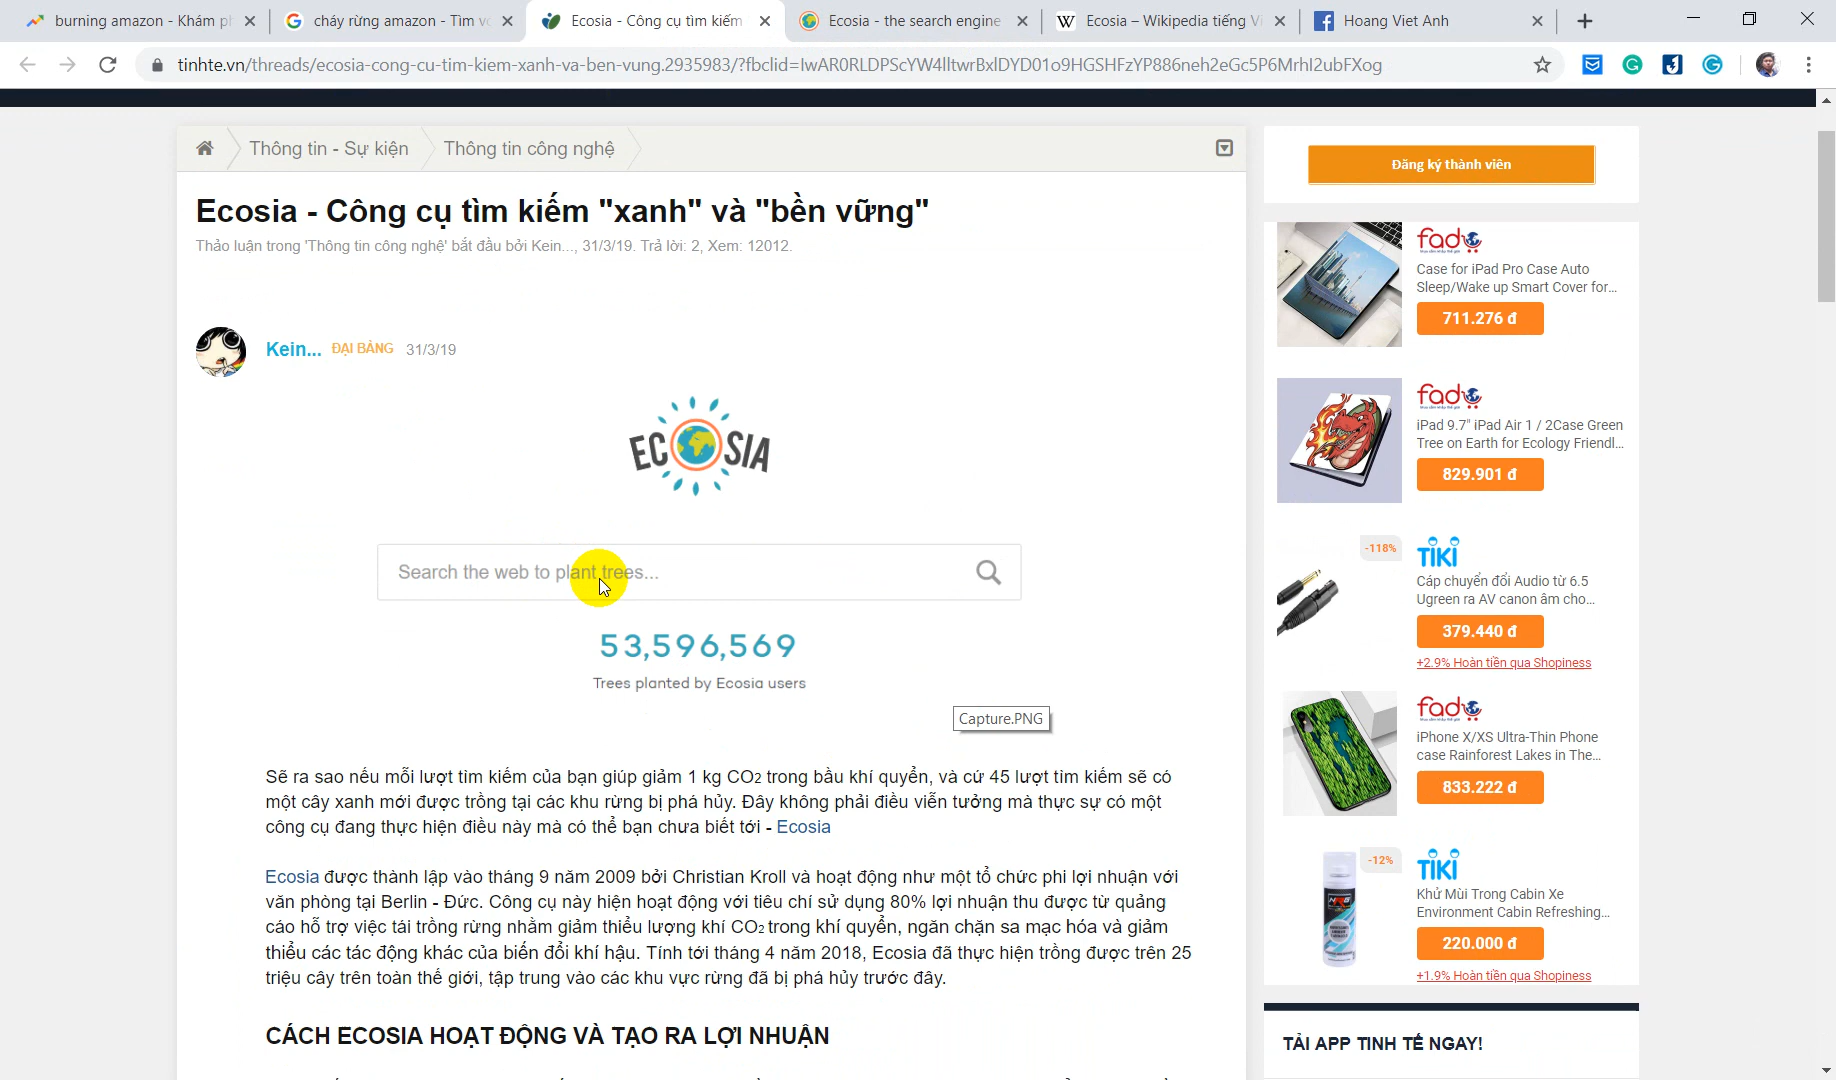 burning amazon - Khám ph
cháy rừng amazon - Tìm vớ
Ecosia - Công cụ tìm kiếm
Ecosia - the search engine
Ecosia – Wikipedia tiếng Vi
Hoang Viet Anh
tinhte.vn/threads/ecosia-cong-cu-tim-kiem-xanh-va-ben-vung.2935983/?fbclid=IwAR0RLDPScYW4lltwrBxlDYD01o9HGSHFzYP886neh2eGc5P6MrhI2ubFXog
Thông tin - Sự kiện
Thông tin công nghệ
Ecosia - Công cụ tìm kiếm "xanh" và "bền vững"
Thảo luận trong 'Thông tin công nghệ' bắt đầu bởi Kein..., 31/3/19. Trả lời: 2, Xem: 12012.
Kein... ĐẠI BÀNG 31/3/19
ECOSIA
Search the web to plant trees...
53,596,569
Trees planted by Ecosia users
Capture.PNG
Sẽ ra sao nếu mỗi lượt tìm kiếm của bạn giúp giảm 1 kg CO2 trong bầu khí quyển, và cứ 45 lượt tìm kiếm sẽ có
một cây xanh mới được trồng tại các khu rừng bị phá hủy. Đây không phải điều viễn tưởng mà thực sự có một
công cụ đang thực hiện điều này mà có thể bạn chưa biết tới - Ecosia
Ecosia được thành lập vào tháng 9 năm 2009 bởi Christian Kroll và hoạt động như một tổ chức phi lợi nhuận với
văn phòng tại Berlin - Đức. Công cụ này hiện hoạt động với tiêu chí sử dụng 80% lợi nhuận thu được từ quảng
cáo hỗ trợ việc tái trồng rừng nhằm giảm thiểu lượng khí CO2 trong khí quyển, ngăn chặn sa mạc hóa và giảm
thiểu các tác động khác của biến đổi khí hậu. Tính tới tháng 4 năm 2018, Ecosia đã thực hiện trồng được trên 25
triệu cây trên toàn thế giới, tập trung vào các khu vực rừng đã bị phá hủy trước đây.
CÁCH ECOSIA HOẠT ĐỘNG VÀ TẠO RA LỢI NHUẬN
Đăng ký thành viên
fado
Case for iPad Pro Case Auto
Sleep/Wake up Smart Cover for...
711.276 đ
fado
iPad 9.7" iPad Air 1 / 2Case Green
Tree on Earth for Ecology Friendl...
829.901 đ
-118%
TIKI
Cáp chuyển đổi Audio từ 6.5
Ugreen ra AV canon âm cho...
379.440 đ
+2.9% Hoàn tiền qua Shopiness
fado
iPhone X/XS Ultra-Thin Phone
case Rainforest Lakes in The...
833.222 đ
-12%
TIKI
Khử Mùi Trong Cabin Xe
Environment Cabin Refreshing...
220.000 đ
+1.9% Hoàn tiền qua Shopiness
TẢI APP TINH TẾ NGAY!